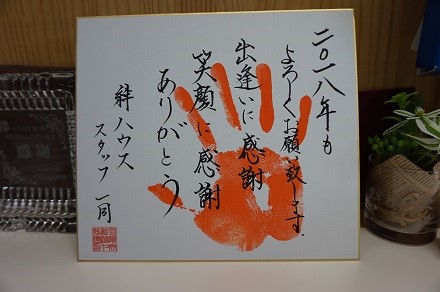 二〇一八年も
よろしくお願い致します.
出逢いに感謝
笑顔に感謝
ありがとう
絆ハウス
スタッフ一同